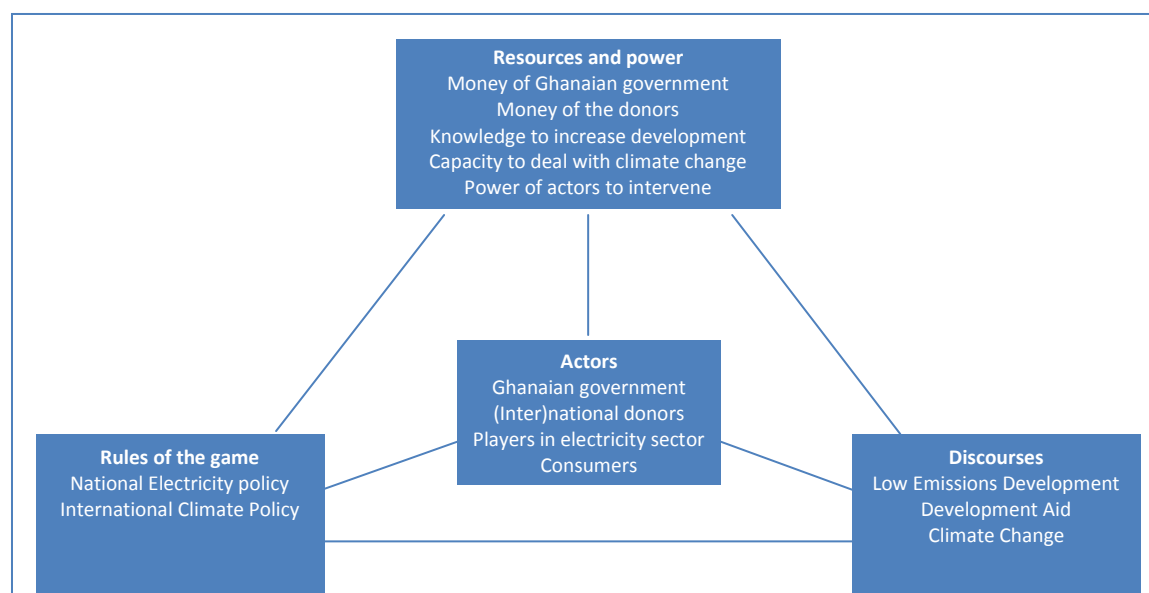 Resources and power
Money of Ghanaian government
Money of the donors
Knowledge to increase development
Capacity to deal with climate change
Power of actors to intervene
Actors
Ghanaian government
(Inter)national donors
Players in electricity sector
Consumers
Rules of the game
National Electricity policy
International Climate Policy
Discourses
Low Emissions Development
Development Aid
Climate Change